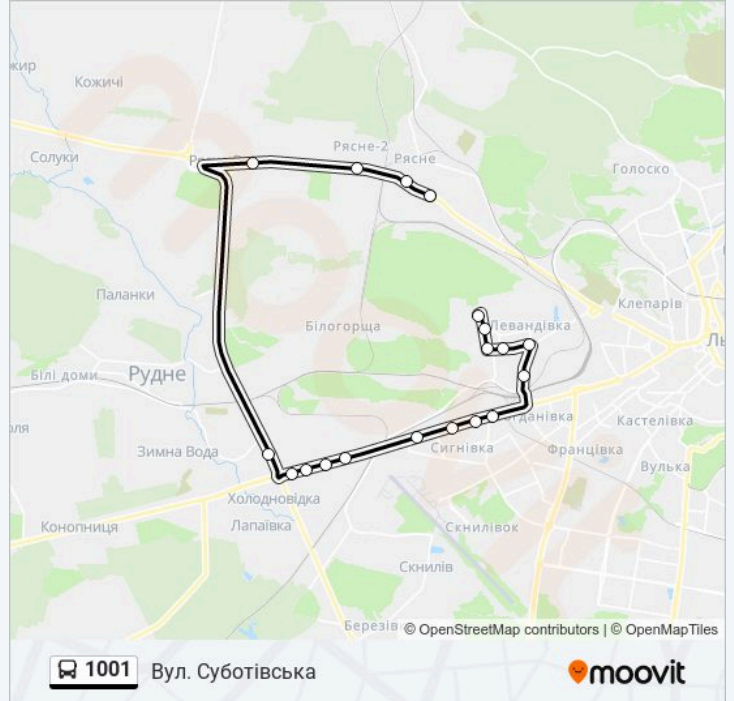 Кожичі
Рясне-2
Солуки
Рясне
Голоско
Паланки
Клепарів
Білогорща
Левандівка
Рудне
Білі доми
Кастелівка
Сигнівка
Францівка
Зимна Вода
Вулька
Холодновідка
Конопниця
Лапаївка
Скнилівок
Скнилів
Березів
© OpenStreetMap contributors | © OpenMapTiles
1001 Вул. Суботівська
moovit